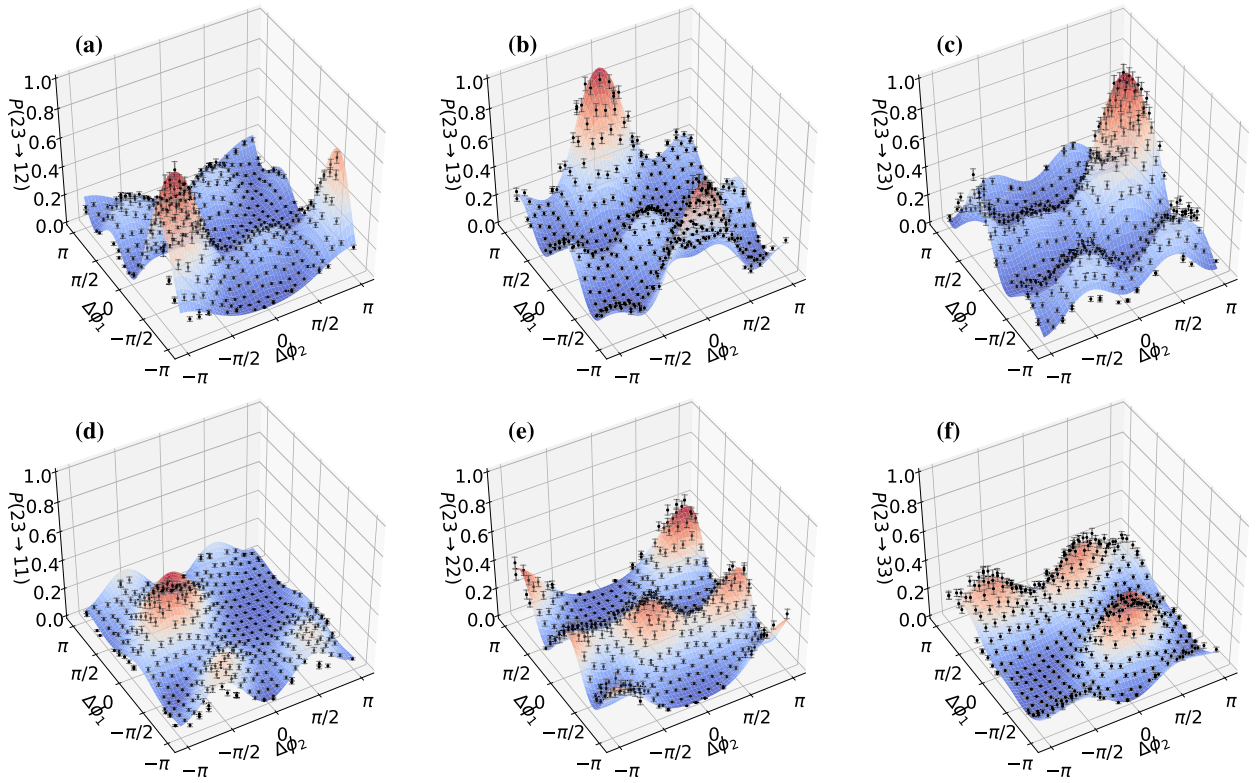 (a)
1.0
0.8
0.6
0.4
0.2
0.0
P(23→12)
π
π/2
0
−π/2
−π
Δϕ₁
−π
−π/2
0
π/2
π
Δϕ₂
(b)
1.0
0.8
0.6
0.4
0.2
0.0
P(23→13)
π
π/2
0
−π/2
−π
Δϕ₁
−π
−π/2
0
π/2
π
Δϕ₂
(c)
1.0
0.8
0.6
0.4
0.2
0.0
P(23→23)
π
π/2
0
−π/2
−π
Δϕ₁
−π
−π/2
0
π/2
π
Δϕ₂
(d)
1.0
0.8
0.6
0.4
0.2
0.0
P(23→11)
π
π/2
0
−π/2
−π
Δϕ₁
−π
−π/2
0
π/2
π
Δϕ₂
(e)
1.0
0.8
0.6
0.4
0.2
0.0
P(23→22)
π
π/2
0
−π/2
−π
Δϕ₁
−π
−π/2
0
π/2
π
Δϕ₂
(f)
1.0
0.8
0.6
0.4
0.2
0.0
P(23→33)
π
π/2
0
−π/2
−π
Δϕ₁
−π
−π/2
0
π/2
π
Δϕ₂